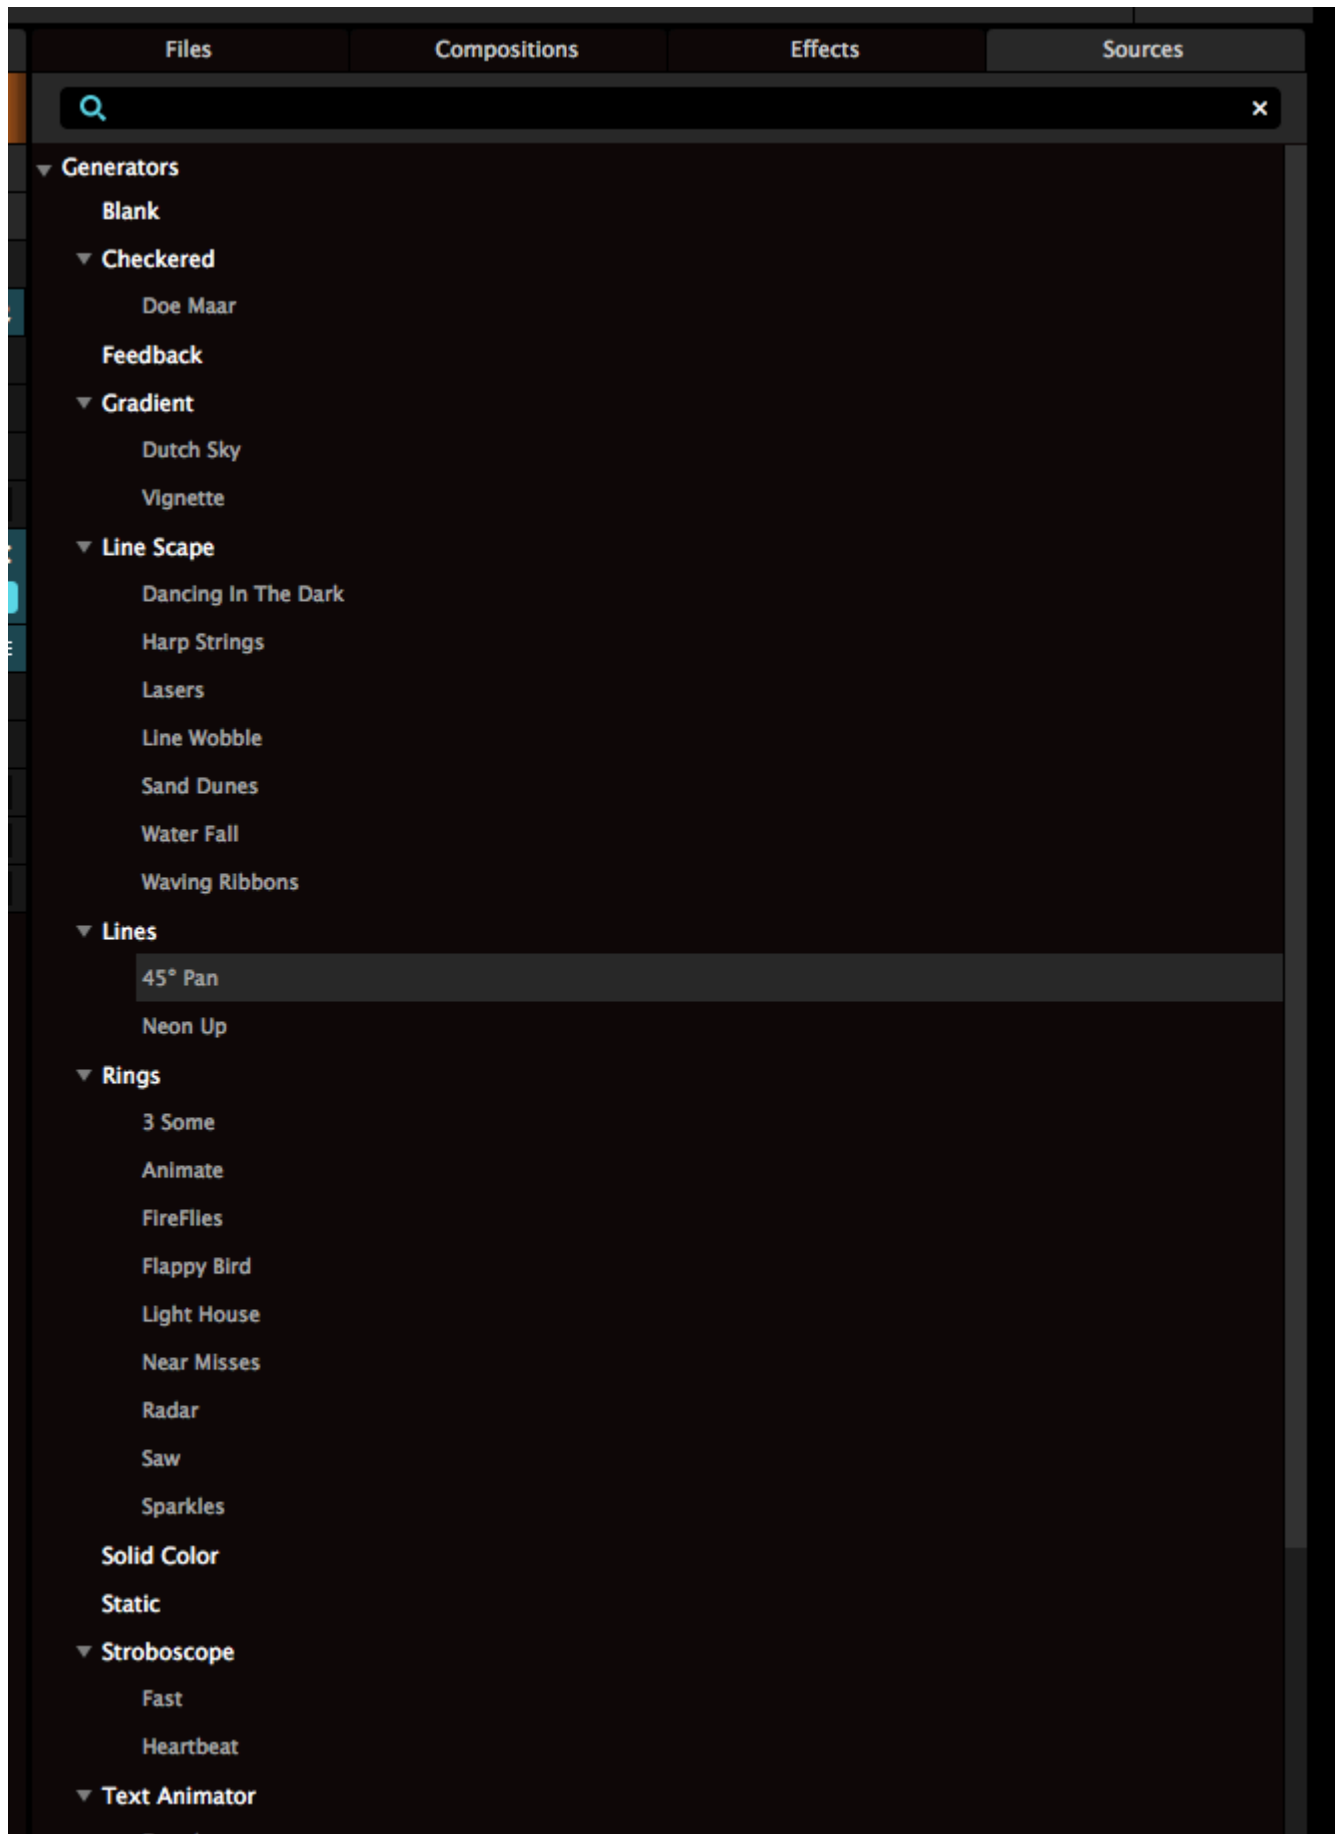 Files Compositions Effects Sources
Generators
Blank
Checkered
Doe Maar
Feedback
Gradient
Dutch Sky
Vignette
Line Scape
Dancing In The Dark
Harp Strings
Lasers
Line Wobble
Sand Dunes
Water Fall
Waving Ribbons
Lines
45° Pan
Neon Up
Rings
3 Some
Animate
FireFlies
Flappy Bird
Light House
Near Misses
Radar
Saw
Sparkles
Solid Color
Static
Stroboscope
Fast
Heartbeat
Text Animator